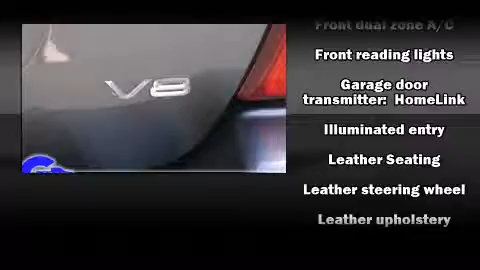 Front dual zone A/C
Front reading lights
Garage door
transmitter: HomeLink
Illuminated entry
Leather Seating
Leather steering wheel
Leather upholstery
V8